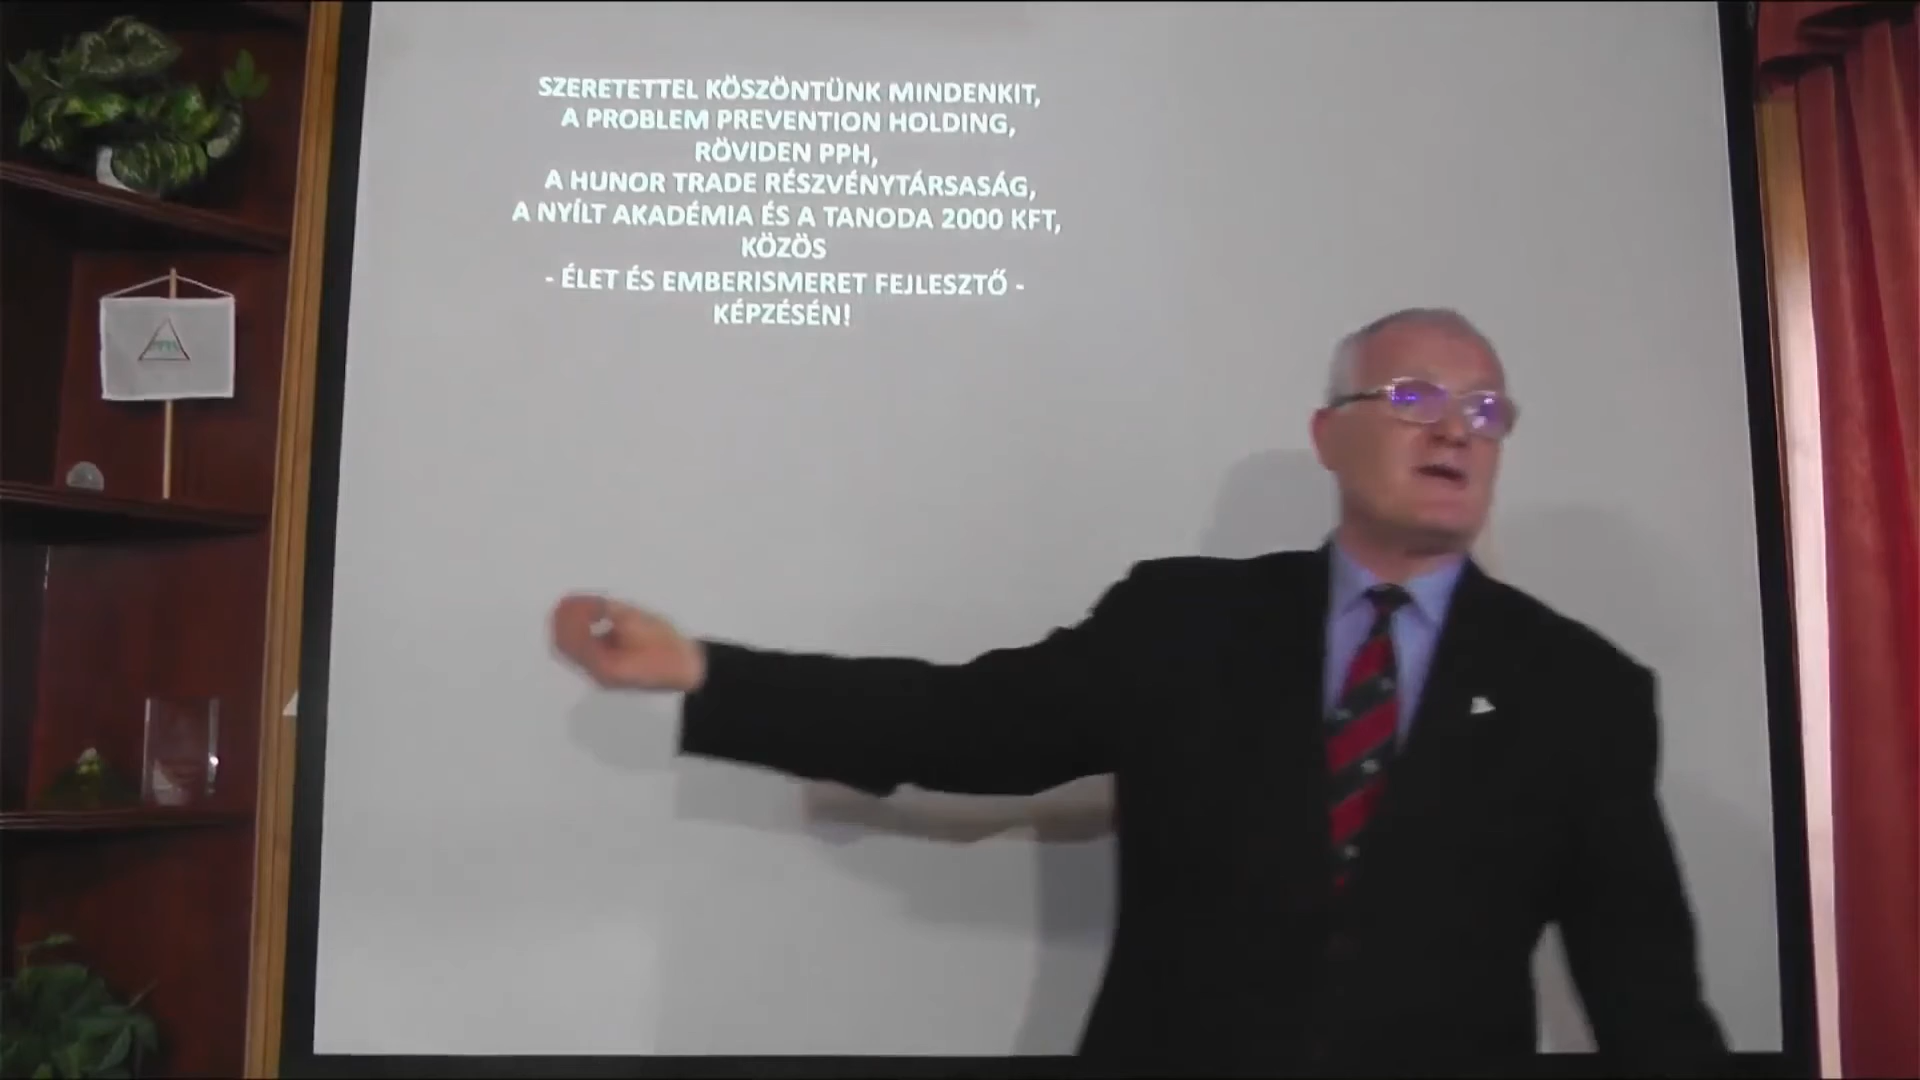 SZERETETTEL KÖSZÖNTÜNK MINDENKIT,
A PROBLEM PREVENTION HOLDING,
RÖVIDEN PPH,
A HUNOR TRADE RÉSZVÉNYTÁRSASÁG,
A NYÍLT AKADÉMIA ÉS A TANODA 2000 KFT,
KÖZÖS
- ÉLET ÉS EMBERISMERET FEJLESZTŐ -
KÉPZÉSÉN!